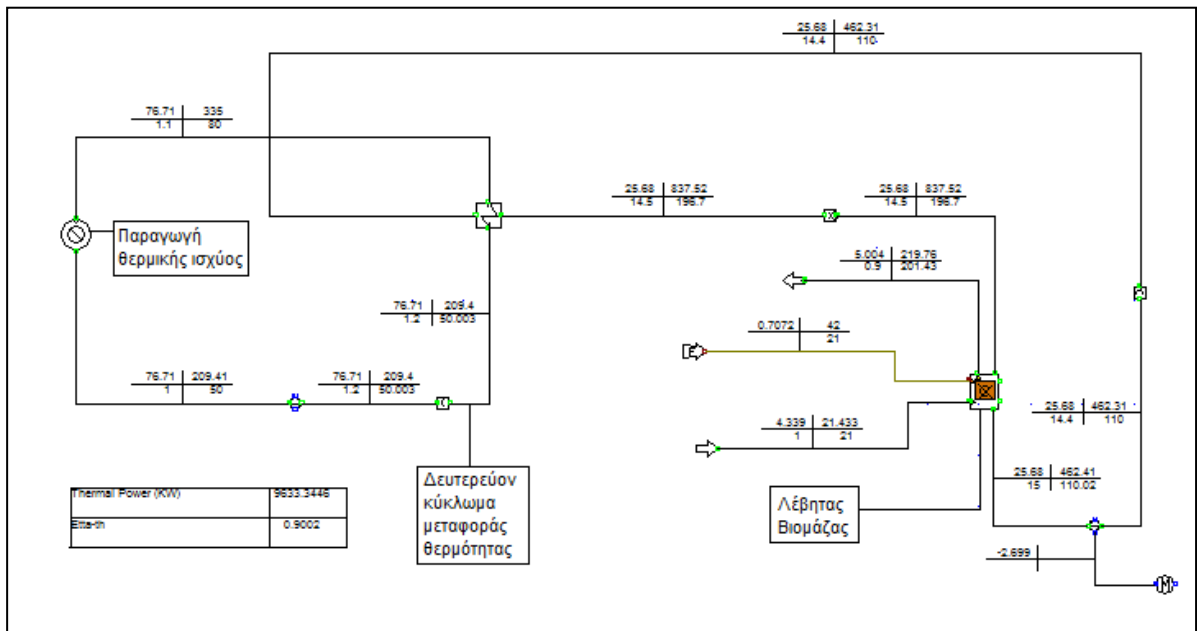 25.68 462.31
14.4 110
76.71 335
1.1 80
25.68 837.52
14.5 196.7
25.68 837.52
14.5 196.7
Παραγωγή
θερμικής ισχύος
5.004 219.76
0.9 201.43
76.71 209.4
1.2 50.003
0.7072 42
21
76.71 209.41
1 50
76.71 209.4
1.2 50.003
4.339 21.433
1 21
25.68 462.31
14.4 110
25.68 462.41
15 110.02
Δευτερεύον
κύκλωμα
μεταφοράς
θερμότητας
Λέβητας
Βιομάζας
Thermal Power (KW) 9633.3446
Etta-th 0.9002
-2.699
M